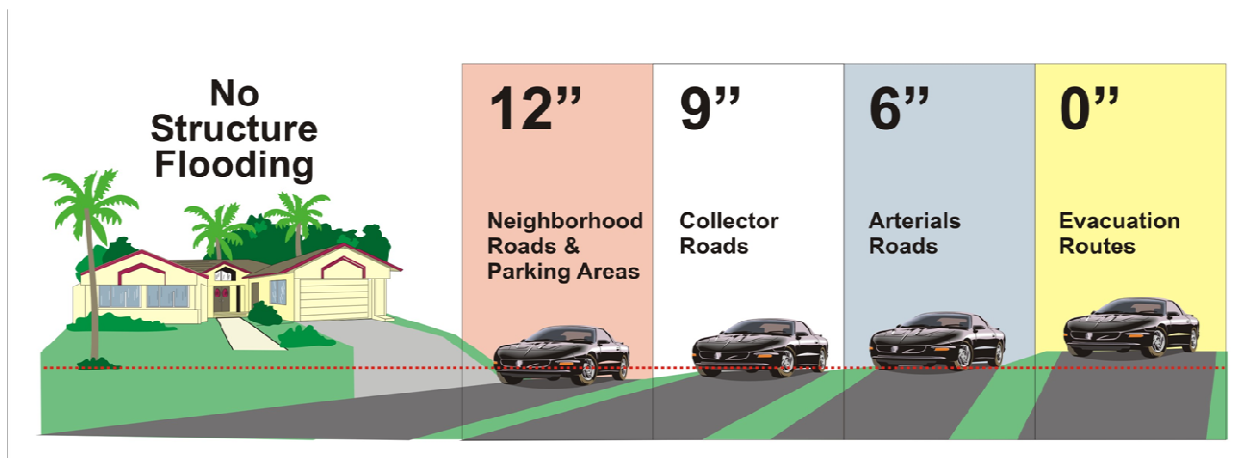 No
Structure
Flooding
12”
Neighborhood
Roads &
Parking Areas
9”
Collector
Roads
6”
Arterials
Roads
0”
Evacuation
Routes